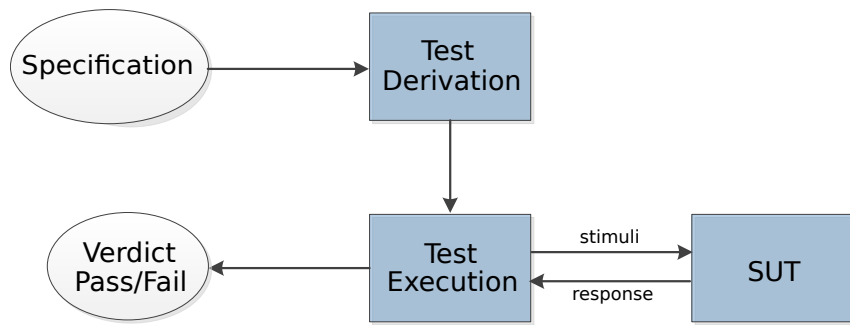 Specification
Test
Derivation
Verdict
Pass/Fail
Test
Execution
stimuli
response
SUT